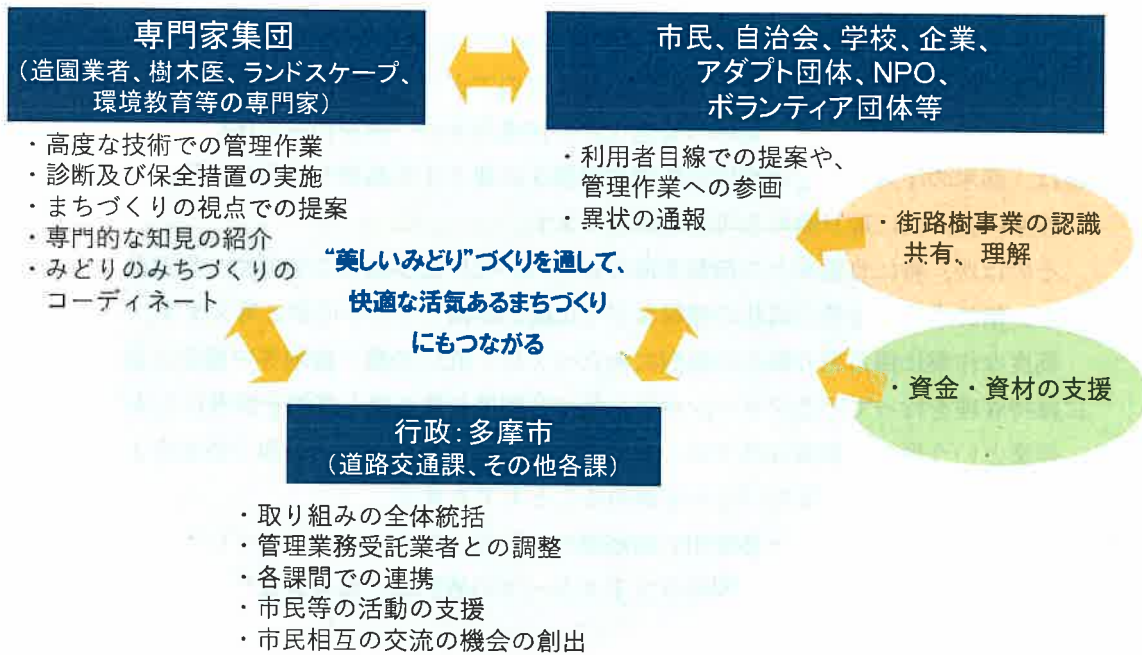 専門家集団
（造園業者、樹木医、ランドスケープ、
環境教育等の専門家）
・高度な技術での管理作業
・診断及び保全措置の実施
・まちづくりの視点での提案
・専門的な知見の紹介
・みどりのみちづくりの
コーディネート
市民、自治会、学校、企業、
アダプト団体、NPO、
ボランティア団体等
・利用者目線での提案や、
管理作業への参画
・異状の通報
・街路樹事業の認識
共有、理解
・資金・資材の支援
“美しいみどり”づくりを通して、
快適な活気あるまちづくり
にもつながる
行政：多摩市
（道路交通課、その他各課）
・取り組みの全体統括
・管理業務受託業者との調整
・各課間での連携
・市民等の活動の支援
・市民相互の交流の機会の創出